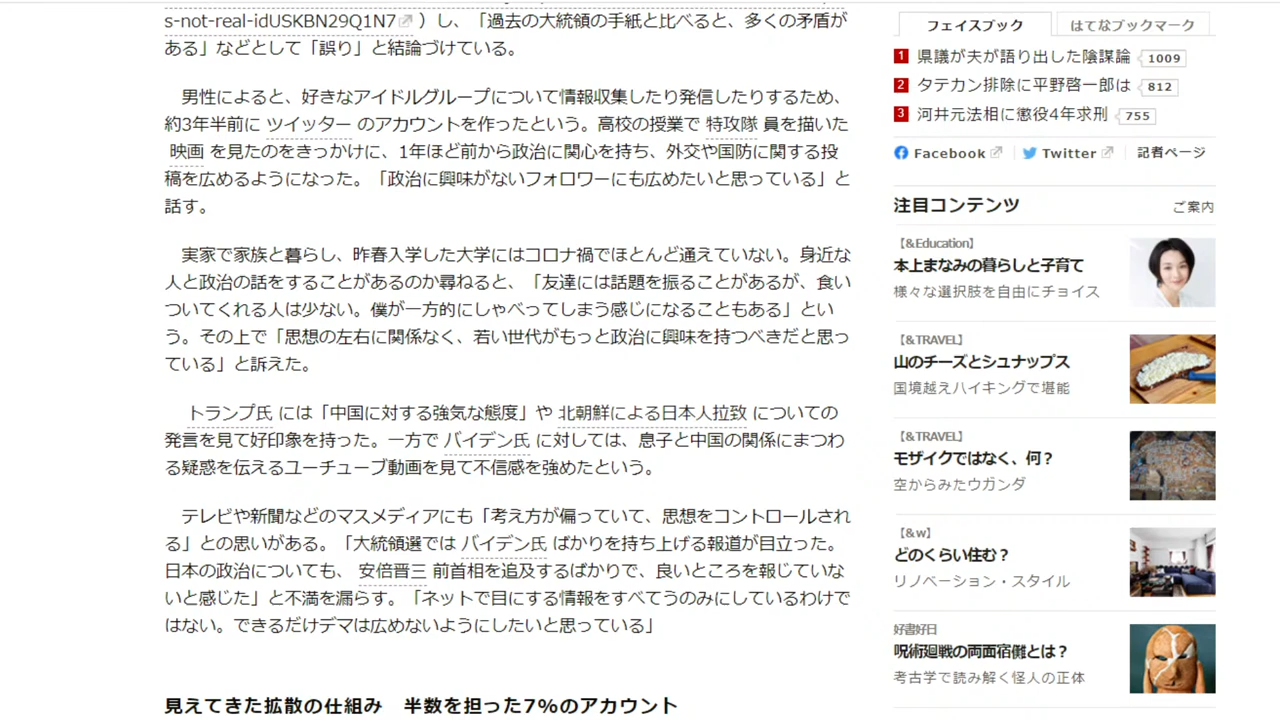 s-not-real-idUSKBN29Q1N7 ）し、「過去の大統領の手紙と比べると、多くの矛盾が
ある」などとして「誤り」と結論づけている。
男性によると、好きなアイドルグループについて情報収集したり発信したりするため、
約3年半前に ツイッター のアカウントを作ったという。高校の授業で 特攻隊 員を描いた
映画 を見たのをきっかけに、1年ほど前から政治に関心を持ち、外交や国防に関する投
稿を広めるようになった。「政治に興味がないフォロワーにも広めたいと思っている」と
話す。
実家で家族と暮らし、昨春入学した大学にはコロナ禍でほとんど通えていない。身近な
人と政治の話をすることがあるのか尋ねると、「友達には話題を振ることがあるが、食い
ついてくれる人は少ない。僕が一方的にしゃべってしまう感じになることもある」とい
う。その上で「思想の左右に関係なく、若い世代がもっと政治に興味を持つべきだと思っ
ている」と訴えた。
トランプ氏 には「中国に対する強気な態度」や 北朝鮮による日本人拉致 についての
発言を見て好印象を持った。一方で バイデン氏 に対しては、息子と中国の関係にまつわ
る疑惑を伝えるユーチューブ動画を見て不信感を強めたという。
テレビや新聞などのマスメディアにも「考え方が偏っていて、思想をコントロールされ
る」との思いがある。「大統領選では バイデン氏 ばかりを持ち上げる報道が目立った。
日本の政治についても、 安倍晋三 前首相を追及するばかりで、良いところを報じていな
いと感じた」と不満を漏らす。「ネットで目にする情報をすべてうのみにしているわけで
はない。できるだけデマは広めないようにしたいと思っている」
見えてきた拡散の仕組み　半数を担った7％のアカウント
フェイスブック はてなブックマーク
1 県議が夫が語り出した陰謀論 1009
2 タテカン排除に平野啓一郎は 812
3 河井元法相に懲役4年求刑 755
Facebook Twitter 記者ページ
注目コンテンツ ご案内
【&Education】
本上まなみの暮らしと子育て
様々な選択肢を自由にチョイス
【&TRAVEL】
山のチーズとシュナップス
国境越えハイキングで堪能
【&TRAVEL】
モザイクではなく、何？
空からみたウガンダ
【&w】
どのくらい住む？
リノベーション・スタイル
好書好日
呪術廻戦の両面宿儺とは？
考古学で読み解く怪人の正体